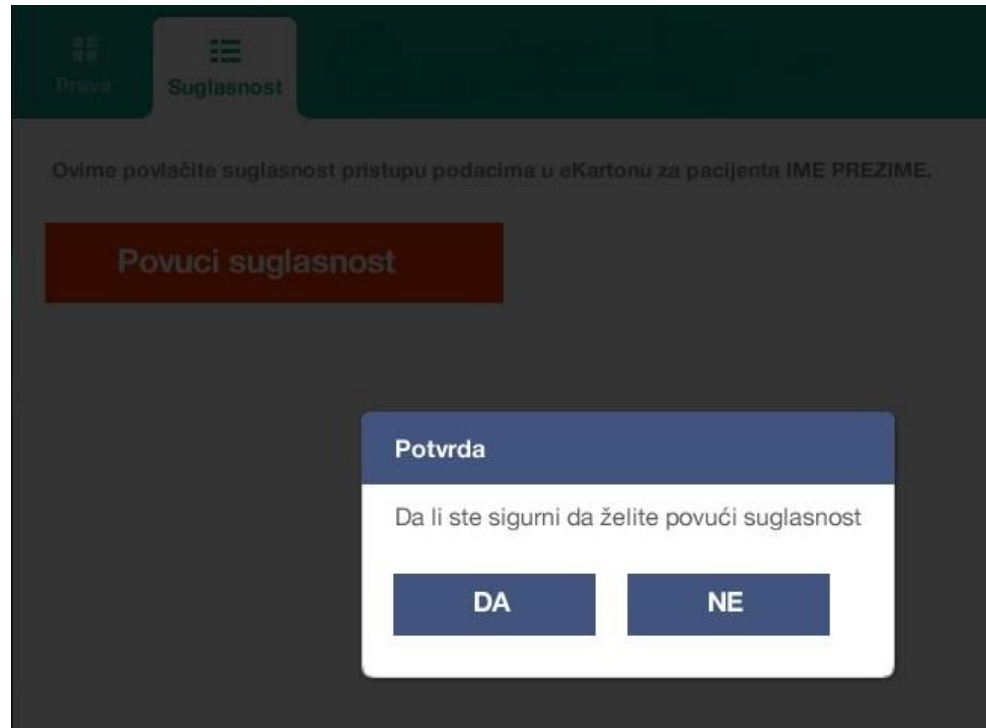 Prava
Suglasnost
Ovime povlačite suglasnost pristupu podacima u eKartonu za pacijenta IME PREZIME.
Povuci suglasnost
Potvrda
Da li ste sigurni da želite povući suglasnost
DA
NE